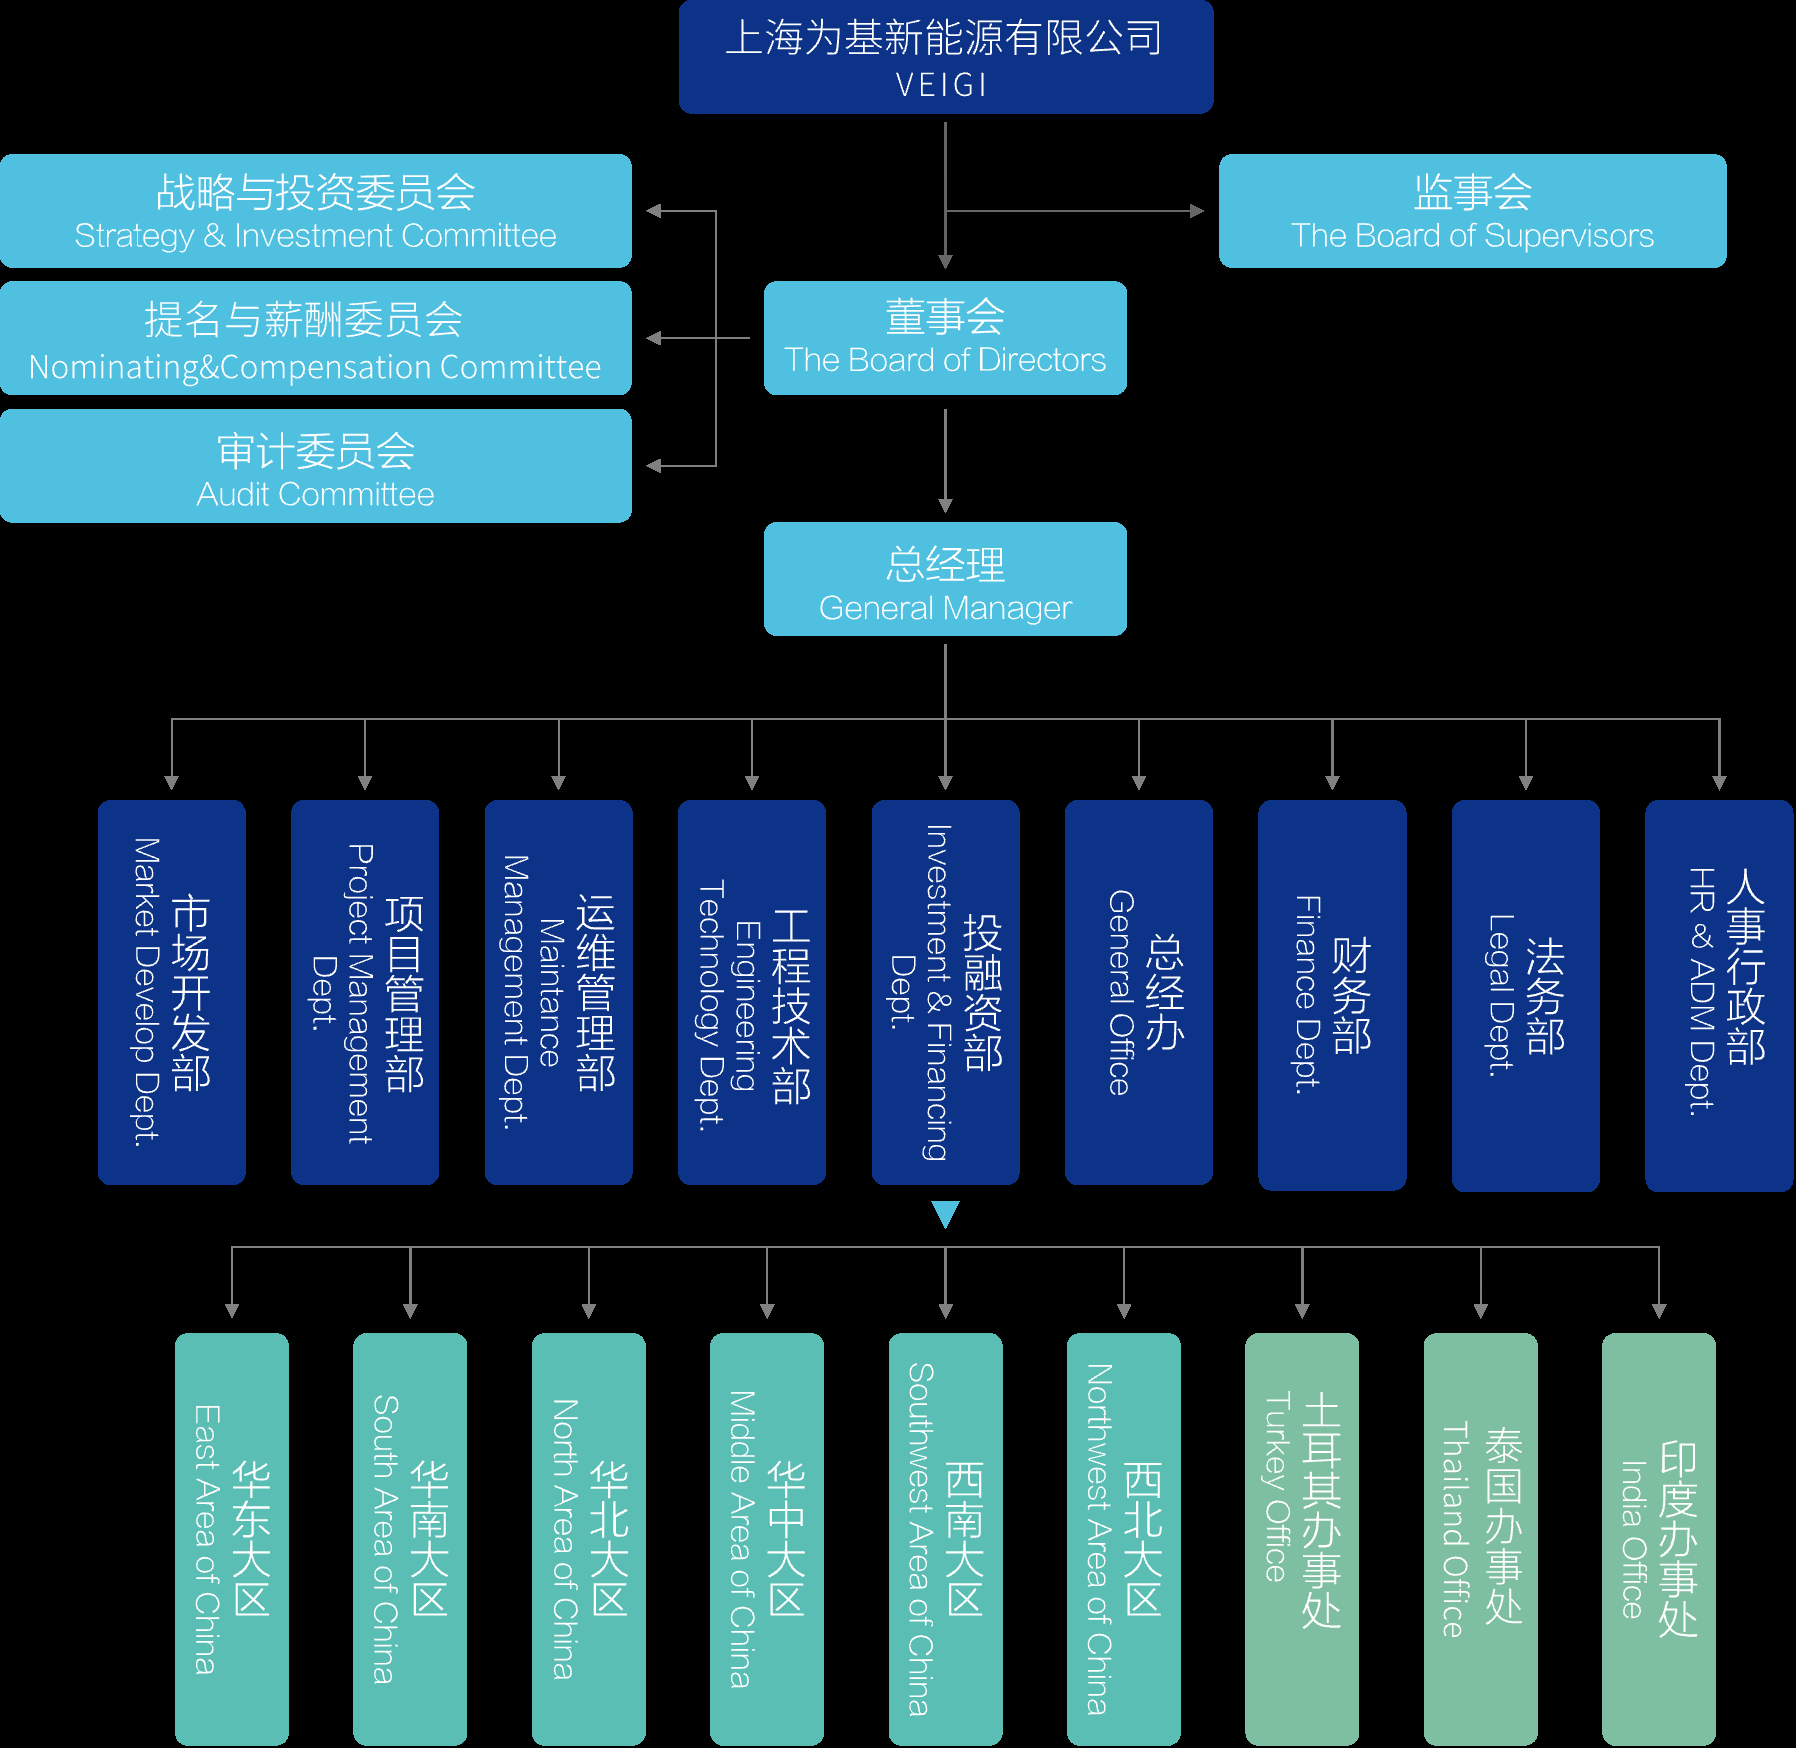 上海为基新能源有限公司
VEIGI
战略与投资委员会
Strategy & Investment Committee
监事会
The Board of Supervisors
提名与薪酬委员会
Nominating&Compensation Committee
董事会
The Board of Directors
审计委员会
Audit Committee
总经理
General Manager
市场开发部
Market Develop Dept.
项目管理部
Project Management
Dept.
运维管理部
Maintance
Management Dept.
工程技术部
Engineering
Technology Dept.
投融资部
Investment & Financing
Dept.
总经办
General Office
财务部
Finance Dept.
法务部
Legal Dept.
人事行政部
HR & ADM Dept.
华东大区
East Area of China
华南大区
South Area of China
华北大区
North Area of China
华中大区
Middle Area of China
西南大区
Southwest Area of China
西北大区
Northwest Area of China
土耳其办事处
Turkey Office
泰国办事处
Thailand Office
印度办事处
India Office